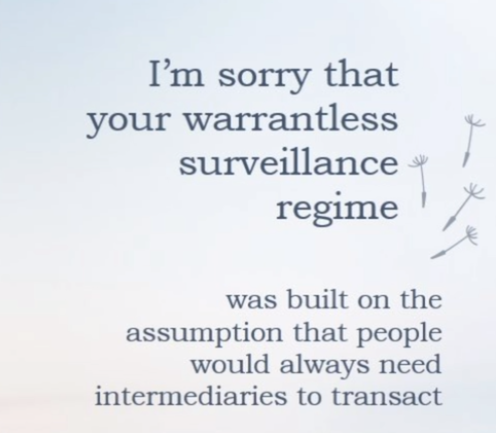 I’m sorry that
your warrantless
surveillance
regime
was built on the
assumption that people
would always need
intermediaries to transact